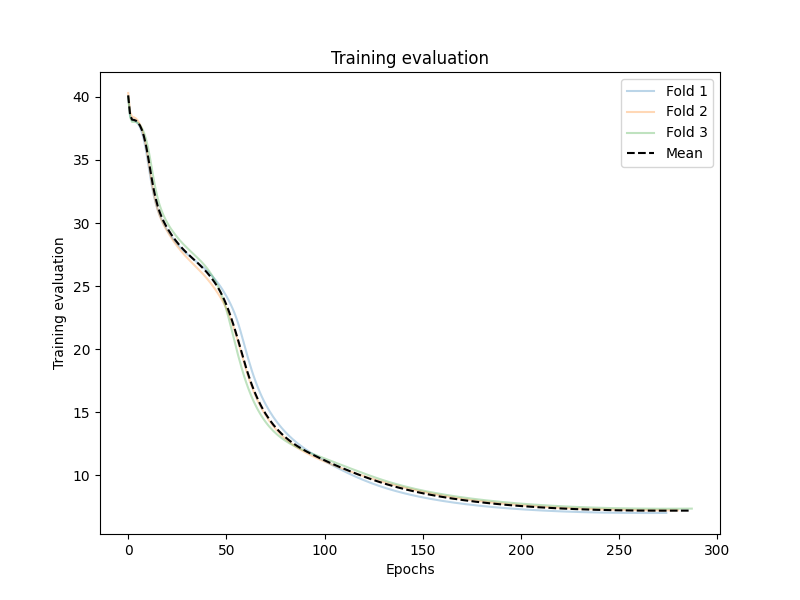 Training evaluation
Fold 1
Fold 2
Fold 3
Mean
Training evaluation
40
35
30
25
20
15
10
0 50 100 150 200 250 300
Epochs